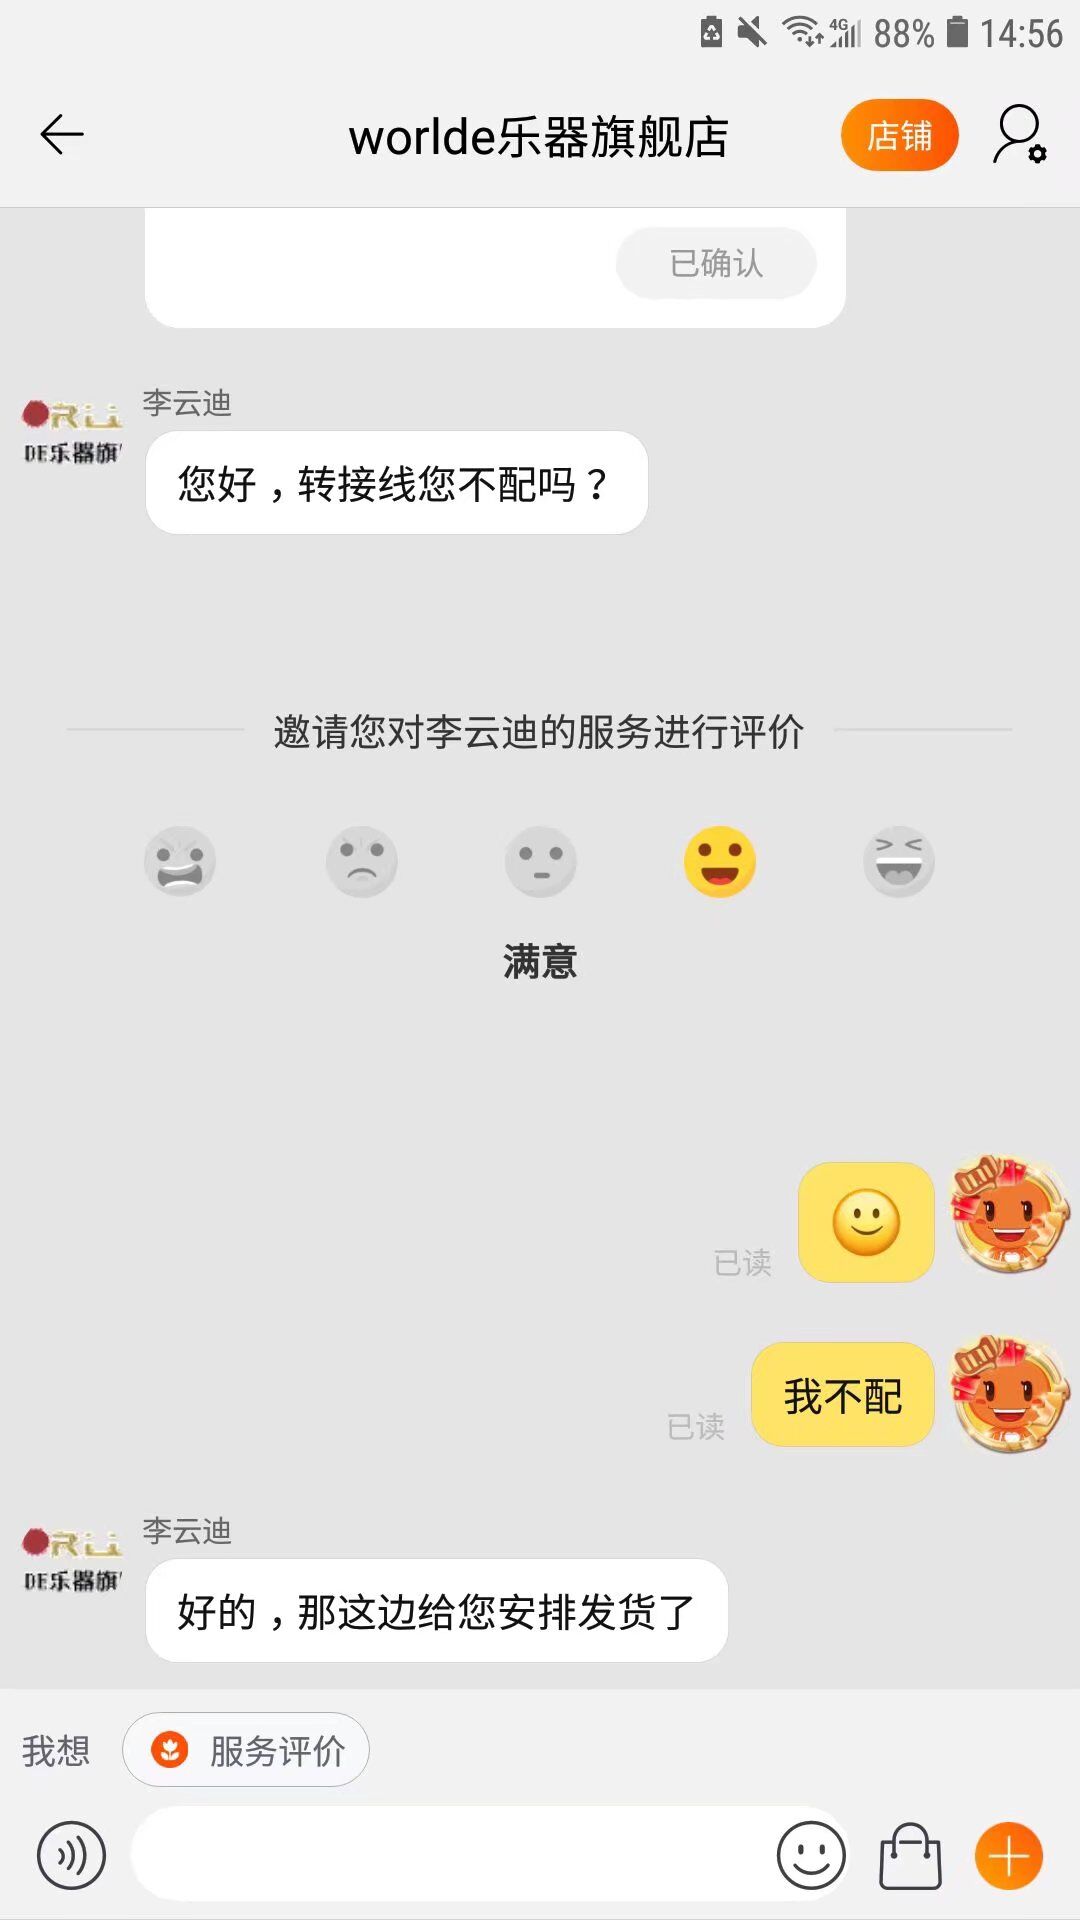 4G 88% 14:56
worlde乐器旗舰店
店铺
已确认
李云迪
DE乐器旗
您好，转接线您不配吗？
邀请您对李云迪的服务进行评价
满意
已读
我不配
已读
李云迪
DE乐器旗
好的，那这边给您安排发货了
我想
服务评价